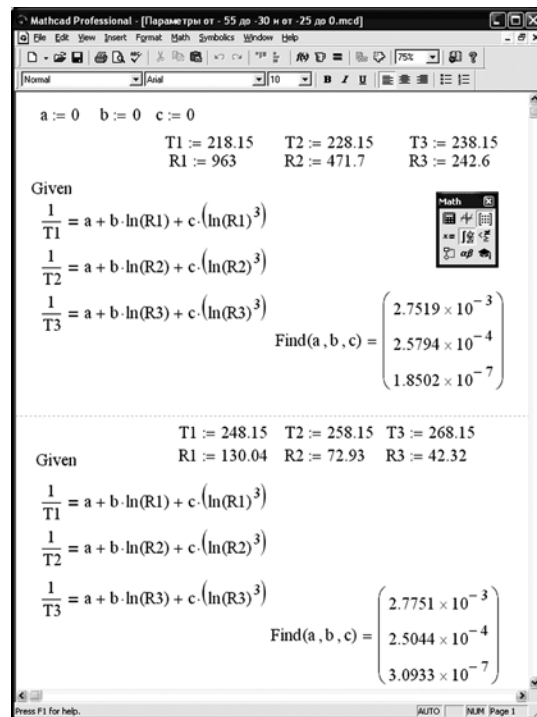 Mathcad Professional - [Параметры от - 55 до -30 и от -25 до 0.mcd]
File Edit View Insert Format Math Symbolics Window Help
75%
Normal Arial 10 B I U
a := 0 b := 0 c := 0
T1 := 218.15 T2 := 228.15 T3 := 238.15
R1 := 963 R2 := 471.7 R3 := 242.6
Given
Math
1/T1 = a + b·ln(R1) + c·(ln(R1)^3)
1/T2 = a + b·ln(R2) + c·(ln(R2)^3)
1/T3 = a + b·ln(R3) + c·(ln(R3)^3)
Find(a, b, c) =
2.7519 × 10^-3
2.5794 × 10^-4
1.8502 × 10^-7
T1 := 248.15 T2 := 258.15 T3 := 268.15
Given R1 := 130.04 R2 := 72.93 R3 := 42.32
1/T1 = a + b·ln(R1) + c·(ln(R1)^3)
1/T2 = a + b·ln(R2) + c·(ln(R2)^3)
1/T3 = a + b·ln(R3) + c·(ln(R3)^3)
Find(a, b, c) =
2.7751 × 10^-3
2.5044 × 10^-4
3.0933 × 10^-7
Press F1 for help. AUTO NUM Page 1